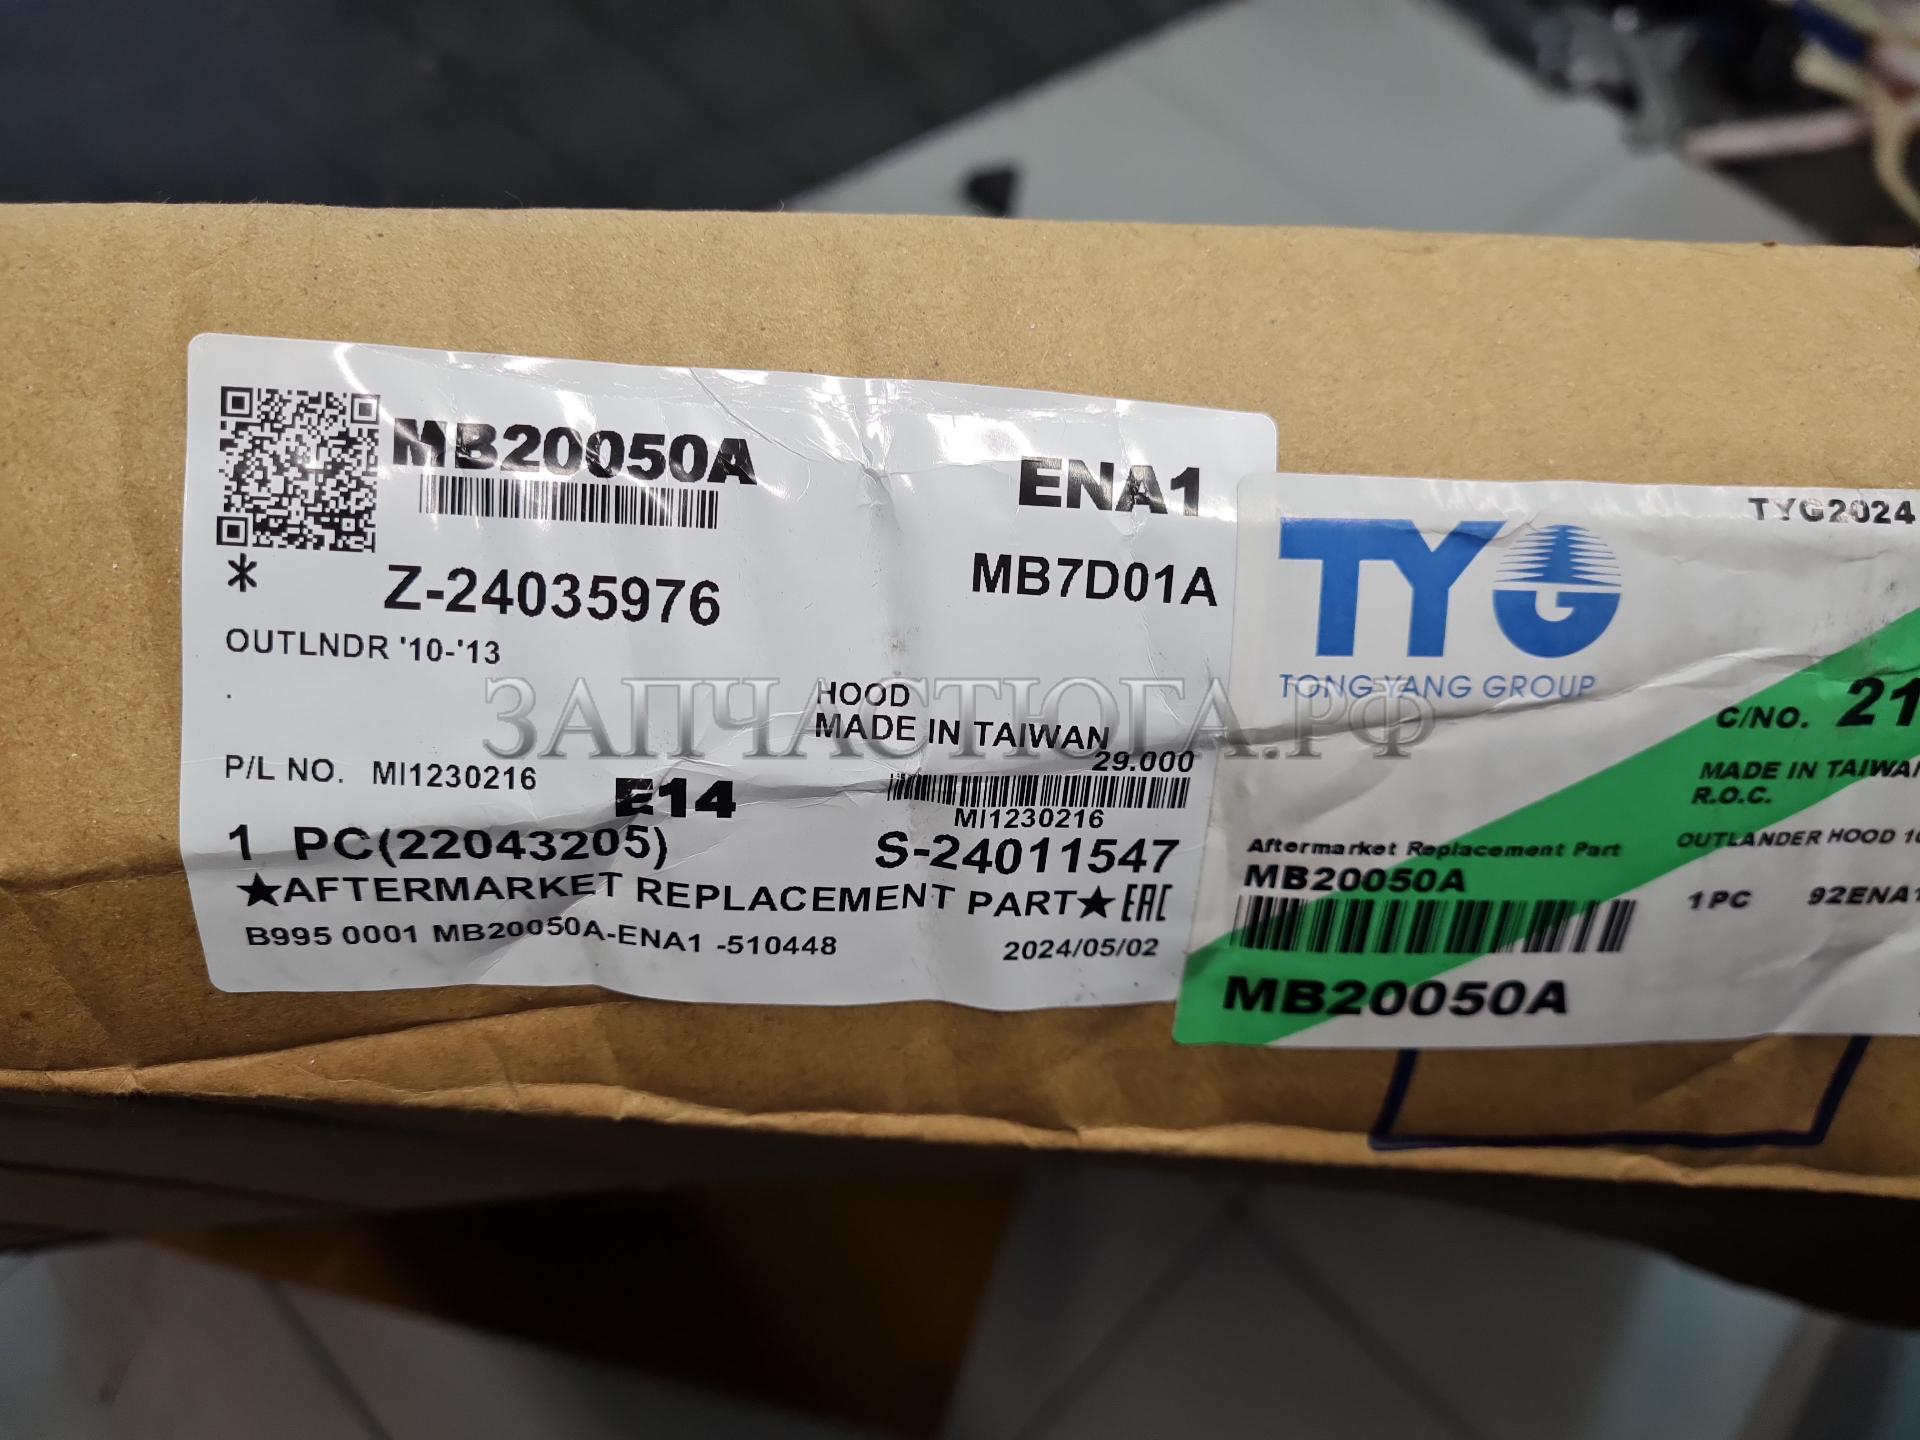 MB20050A
ENA1
* Z-24035976
MB7D01A
OUTLNDR '10-'13
HOOD
MADE IN TAIWAN
29.000
P/L NO. MI1230216
E14
MI1230216
1 PC(22043205)
S-24011547
★AFTERMARKET REPLACEMENT PART★ EAC
B995 0001 MB20050A-ENA1 -510448
2024/05/02
TYG2024
TYG
TONG YANG GROUP
C/NO. 21
MADE IN TAIWAN
R.O.C.
Aftermarket Replacement Part
OUTLANDER HOOD 10
MB20050A
1 PC 92ENA1
MB20050A
ЗАПЧАСТЮГА.РФ